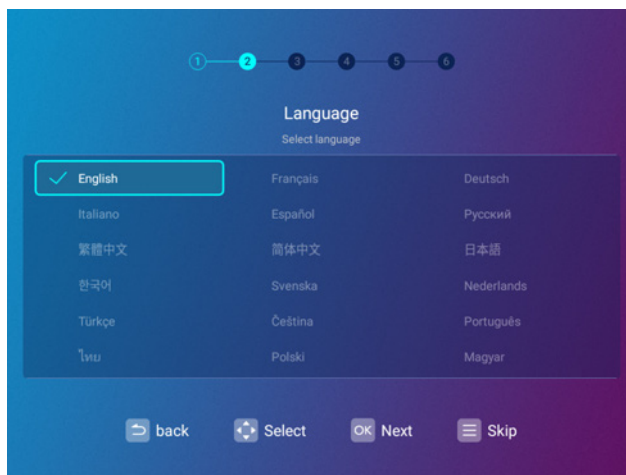 1 2 3 4 5 6
Language
Select language
English Français Deutsch
Italiano Español Русский
繁體中文 简体中文 日本語
한국어 Svenska Nederlands
Türkçe Čeština Português
ไทย Polski Magyar
back Select OK Next Skip